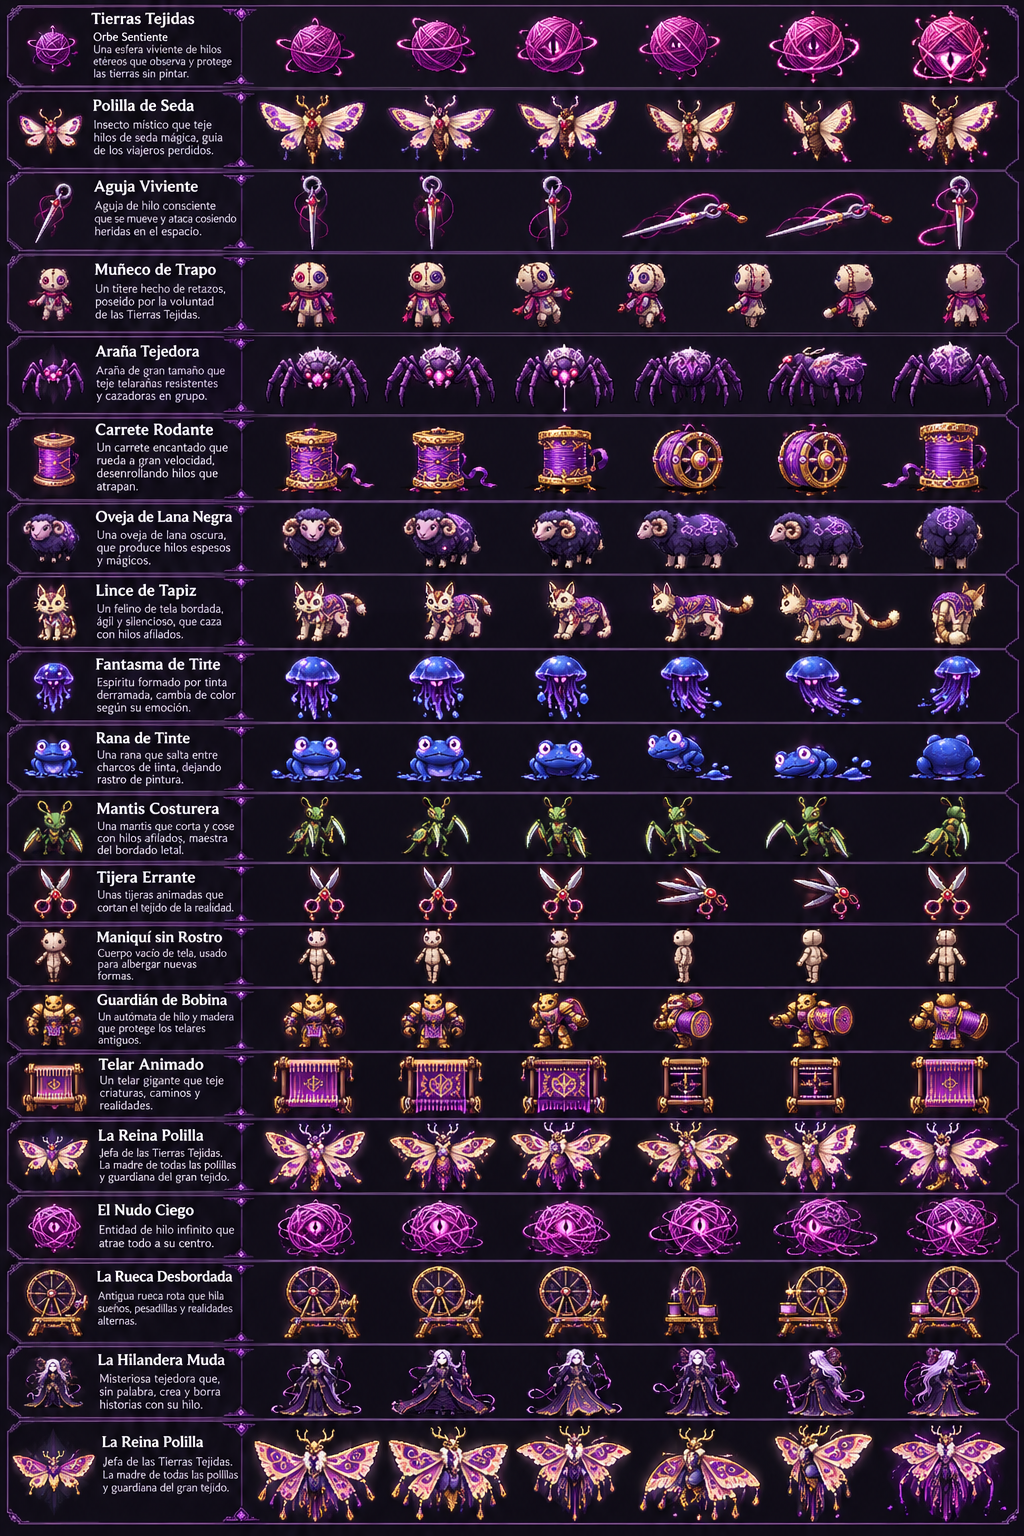 Tierras Tejidas
Orbe Sentiente
Una esfera viviente de hilos
etéreos que observa y protege
las tierras sin pintar.
Polilla de Seda
Insecto místico que teje
hilos de seda mágica, guia
de los viajeros perdidos.
Aguja Viviente
Aguja de hilo consciente
que se mueve y ataca cosiendo
heridas en el espacio.
Muñeco de Trapo
Un titere hecho de retazos,
poseido por la voluntad
de las Tierras Tejidas.
Araña Tejedora
Araña de gran tamaño que
teje telarañas resistentes
y cazadoras en grupo.
Carrete Rodante
Un carrete encantado que
rueda a gran velocidad,
desenrollando hilos que
atrapan.
Oveja de Lana Negra
Una oveja de lana oscura,
que produce hilos espesos
y mágicos.
Lince de Tapiz
Un felino de tela bordada,
ágil y silencioso, que caza
con hilos afilados.
Fantasma de Tinte
Espiritu formado por tinta
derramada, cambia de color
según su emoción.
Rana de Tinte
Una rana que salta entre
charcos de tinta, dejando
rastro de pintura.
Mantis Costurera
Una mantis que corta y cose
con hilos afilados, maestra
del bordado letal.
Tijera Errante
Unas tijeras animadas que
cortan el tejido de la realidad.
Maniquí sin Rostro
Cuerpo vacío de tela, usado
para albergar nuevas
formas.
Guardián de Bobina
Un autómata de hilo y madera
que protege los telares
antiguos.
Telar Animado
Un telar gigante que teje
criaturas, caminos y
realidades.
La Reina Polilla
Jefa de las Tierras Tejidas.
La madre de todas las polillas
y guardiana del gran tejido.
El Nudo Ciego
Entidad de hilo infinito que
atrae todo a su centro.
La Rueca Desbordada
Antigua rueca rota que hila
sueños, pesadillas y realidades
alternas.
La Hilandera Muda
Misteriosa tejedora que,
sin palabra, crea y borra
historias con su hilo.
La Reina Polilla
Jefa de las Tierras Tejidas.
La madre de todas las polillas
y guardiana del gran tejido.